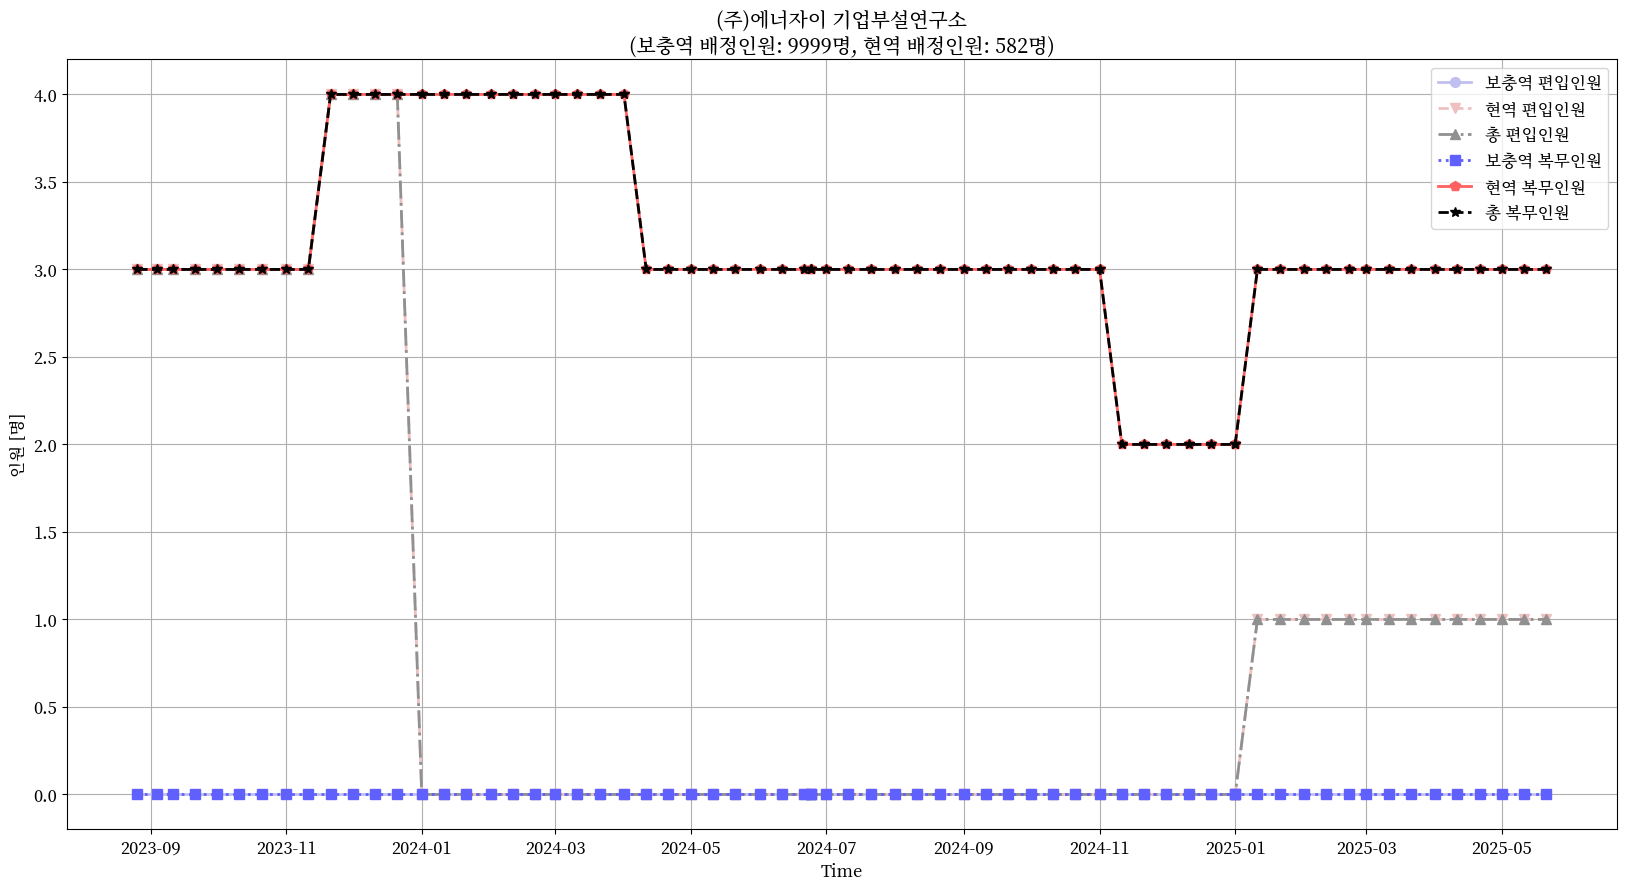 (주)에너자이 기업부설연구소
(보충역 배정인원: 9999명, 현역 배정인원: 582명)
보충역 편입인원
현역 편입인원
총 편입인원
보충역 복무인원
현역 복무인원
총 복무인원
4.0
3.5
3.0
2.5
2.0
1.5
1.0
0.5
0.0
인원 [명]
2023-09 2023-11 2024-01 2024-03 2024-05 2024-07 2024-09 2024-11 2025-01 2025-03 2025-05
Time